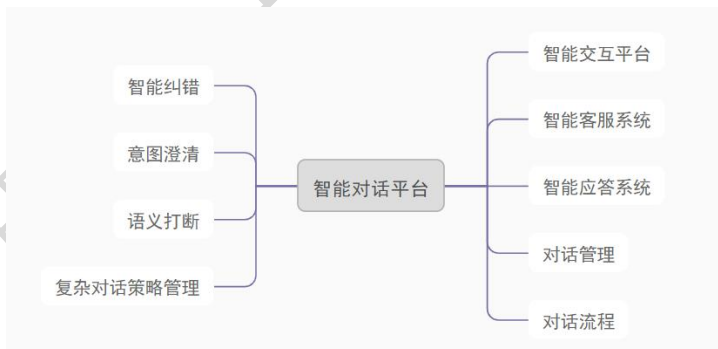 智能纠错
意图澄清
语义打断
复杂对话策略管理
智能对话平台
智能交互平台
智能客服系统
智能应答系统
对话管理
对话流程